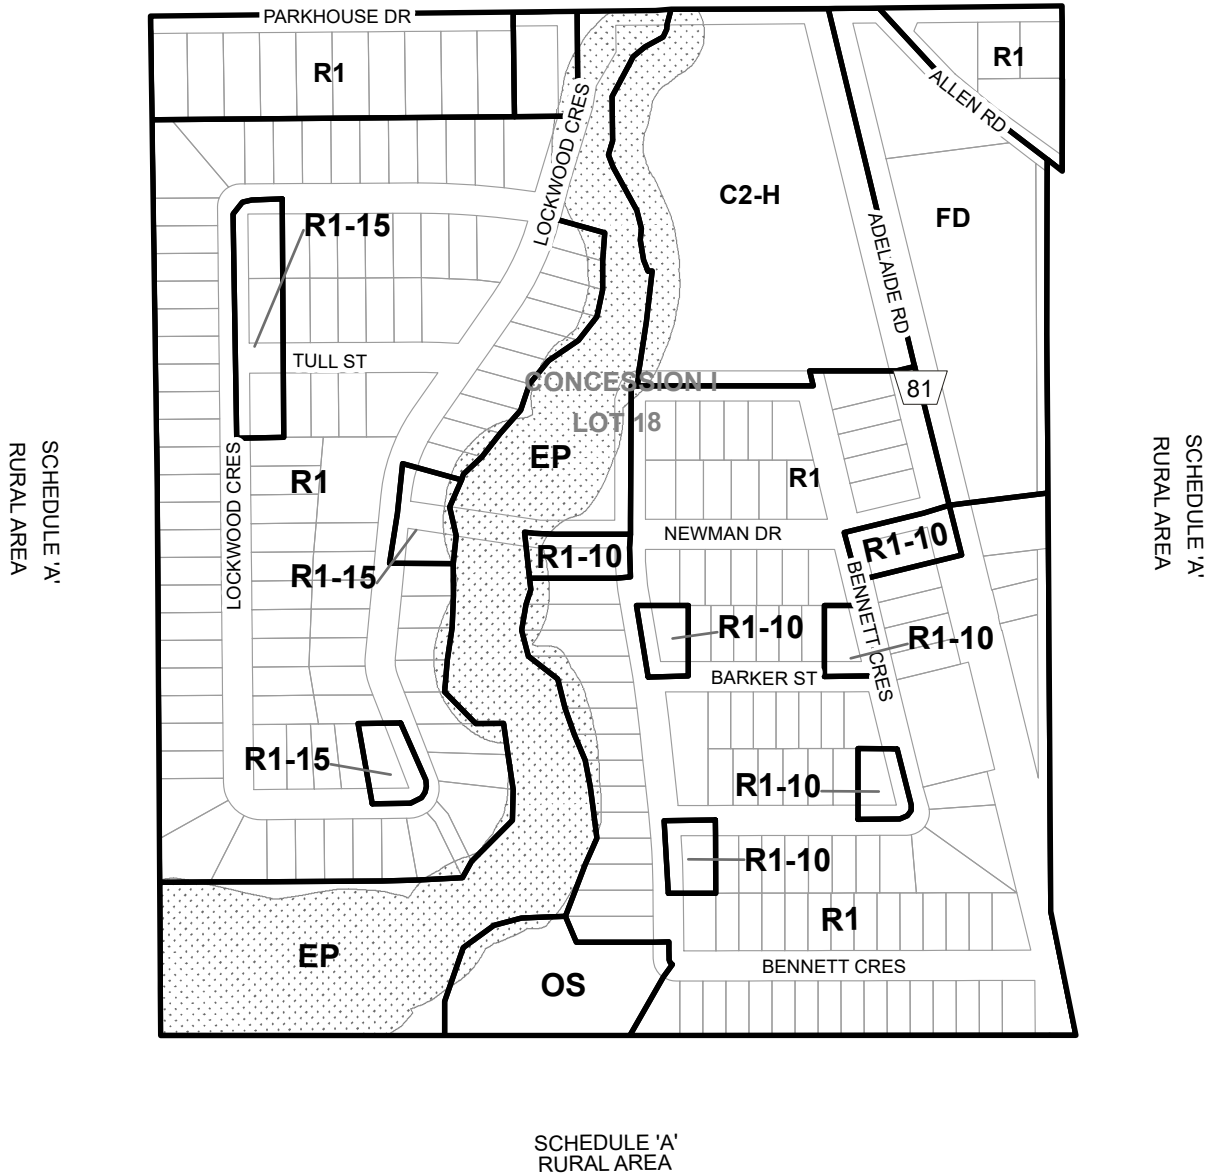 PARKHOUSE DR
R1
R1
ALLEN RD
LOCKWOOD CRES
C2-H
FD
R1-15
ADELAIDE RD
TULL ST
CONCESSION I
81
LOT 18
EP
SCHEDULE 'A'
RURAL AREA
LOCKWOOD CRES
R1
R1
SCHEDULE 'A'
RURAL AREA
NEWMAN DR
R1-10
R1-10
R1-15
BENNETT CRES
R1-10
R1-10
BARKER ST
R1-15
R1-10
R1-10
R1
EP
OS
BENNETT CRES
SCHEDULE 'A'
RURAL AREA